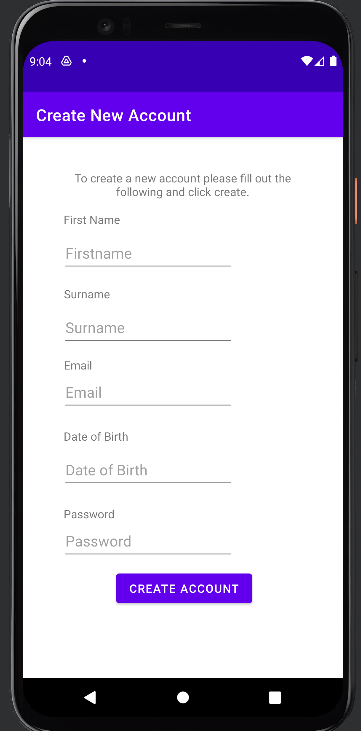 9:04
Create New Account
To create a new account please fill out the
following and click create.
First Name
Firstname
Surname
Surname
Email
Email
Date of Birth
Date of Birth
Password
Password
CREATE ACCOUNT